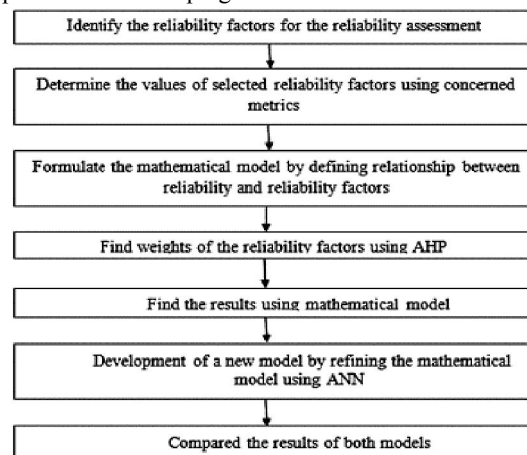 Identify the reliability factors for the reliability assessment
Determine the values of selected reliability factors using concerned
metrics
Formulate the mathematical model by defining relationship between
reliability and reliability factors
Find weights of the reliability factors using AHP
Find the results using mathematical model
Development of a new model by refining the mathematical
model using ANN
Compared the results of both models